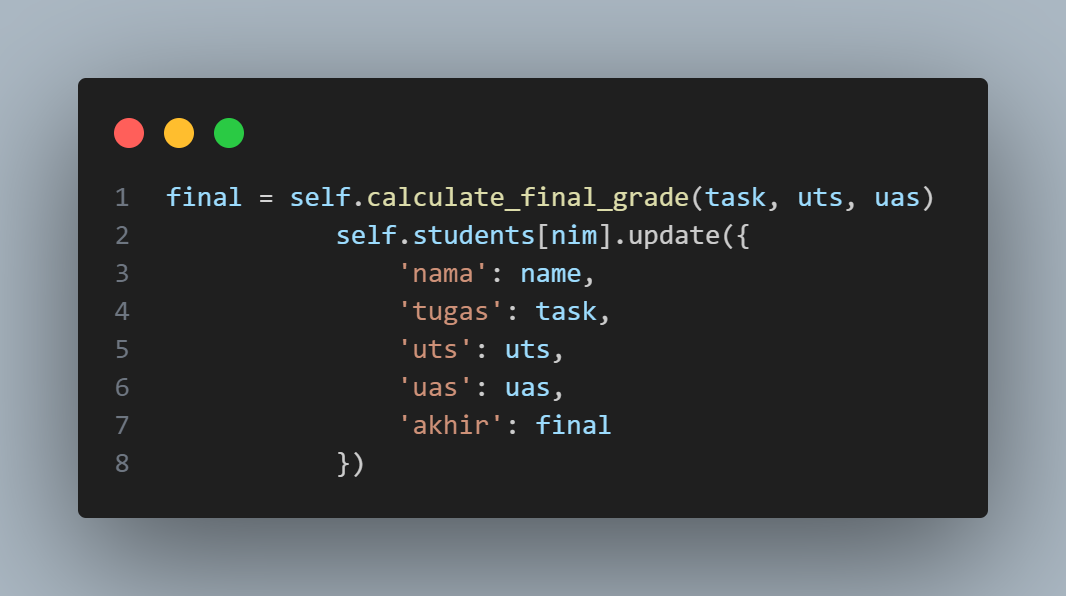 1 final = self.calculate_final_grade(task, uts, uas)
2             self.students[nim].update({
3                 'nama': name,
4                 'tugas': task,
5                 'uts': uts,
6                 'uas': uas,
7                 'akhir': final
8             })